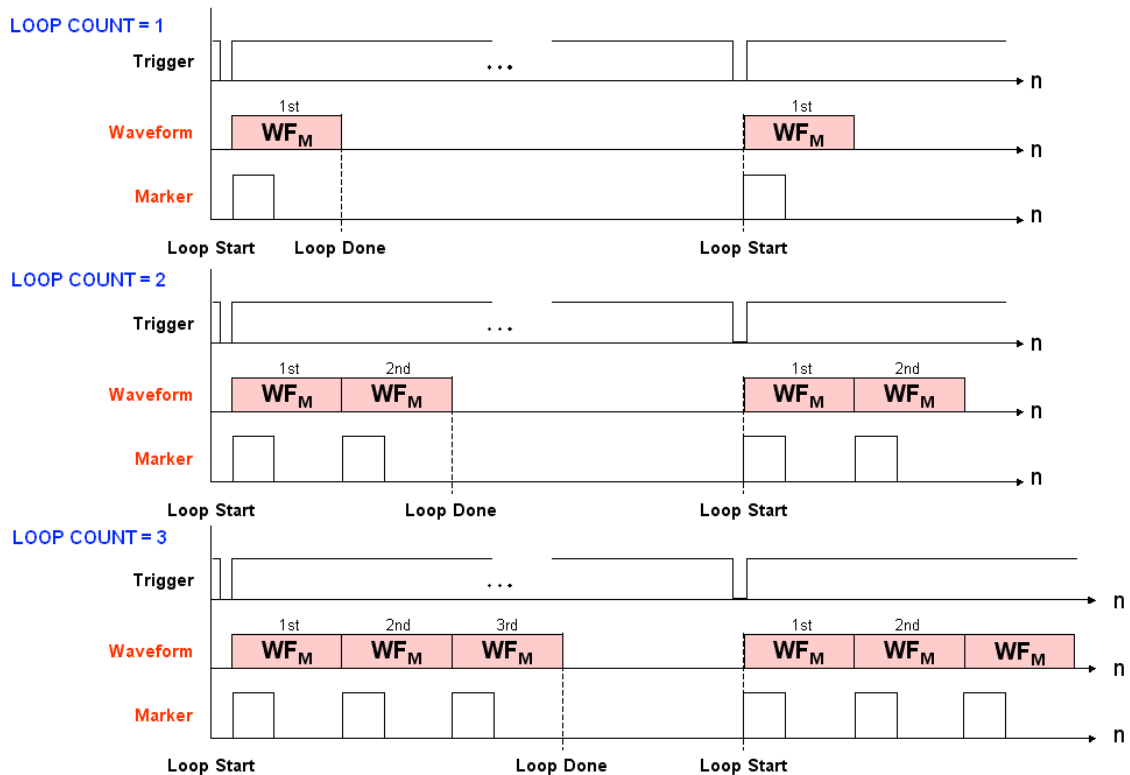 LOOP COUNT = 1
Trigger
...
n
1st 1st
Waveform
WFM WFM
n
Marker
n
Loop Start Loop Done Loop Start
LOOP COUNT = 2
Trigger
...
n
1st 2nd 1st 2nd
Waveform
WFM WFM WFM WFM
n
Marker
n
Loop Start Loop Done Loop Start
LOOP COUNT = 3
Trigger
...
n
1st 2nd 3rd 1st 2nd
Waveform
WFM WFM WFM WFM WFM WFM
n
Marker
n
Loop Start Loop Done Loop Start